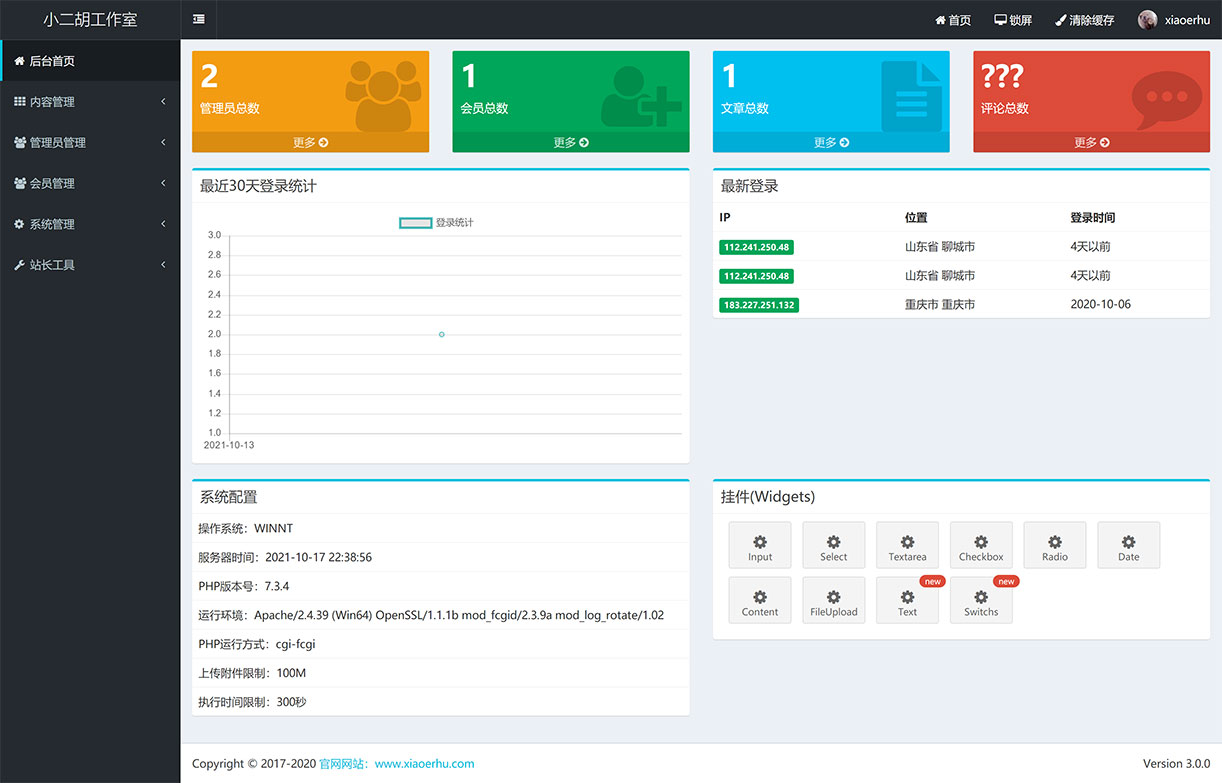 小二胡工作室
首页 锁屏 清除缓存 xiaoerhu
后台首页
内容管理
管理员管理
会员管理
系统管理
站长工具
2
管理员总数
更多
1
会员总数
更多
1
文章总数
更多
???
评论总数
更多
最近30天登录统计
登录统计
3.0
2.8
2.6
2.4
2.2
2.0
1.8
1.6
1.4
1.2
1.0
2021-10-13
最新登录
IP 位置 登录时间
112.241.250.48 山东省 聊城市 4天以前
112.241.250.48 山东省 聊城市 4天以前
183.227.251.132 重庆市 重庆市 2020-10-06
系统配置
操作系统：WINNT
服务器时间：2021-10-17 22:38:56
PHP版本号：7.3.4
运行环境：Apache/2.4.39 (Win64) OpenSSL/1.1.1b mod_fcgid/2.3.9a mod_log_rotate/1.02
PHP运行方式：cgi-fcgi
上传附件限制：100M
执行时间限制：300秒
挂件(Widgets)
Input Select Textarea Checkbox Radio Date
new new
Content FileUpload Text Switchs
Copyright © 2017-2020 官网网站：www.xiaoerhu.com
Version 3.0.0